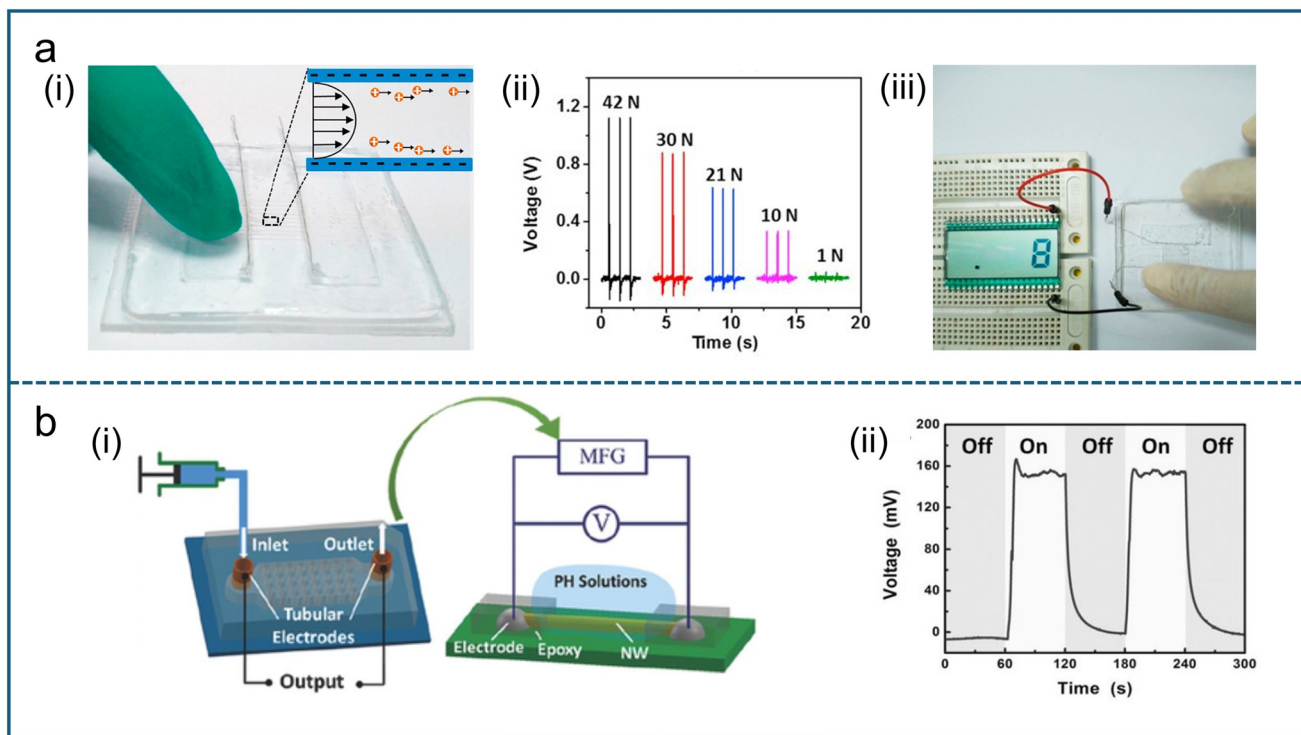 a
(i)
(ii)
(iii)
Voltage (V)
1.2
0.8
0.4
0.0
42 N
30 N
21 N
10 N
1 N
0
5
10
15
20
Time (s)
8
b
(i)
(ii)
Inlet
Outlet
Tubular
Electrodes
Output
MFG
V
PH Solutions
Electrode
Epoxy
NW
Voltage (mV)
200
160
120
80
40
0
Off
On
Off
On
Off
0
60
120
180
240
300
Time (s)